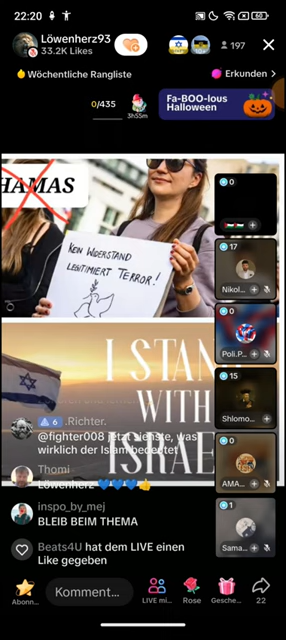 22:20
60
Löwenherz93
33.2K Likes
197
Wöchentliche Rangliste
Erkunden >
0/435
3h55m
Fa-BOO-lous
Halloween
HAMAS
KEIN WIDERSTAND
LEGITIMIERT TERROR!
0
17
Nikol...
0
Poli.P...
15
Shlomo...
0
AMA...
1
Sama...
I STAN
WITH
ISRAE
6 .Richter.
@fighter008 jetzt siehste, was
wirklich der Islam bedeutet
Thomi
Löwenherz 💙💙💙👍
inspo_by_mej
BLEIB BEIM THEMA
Beats4U hat dem LIVE einen
Like gegeben
Abonn...
Komment...
LIVE mi...
Rose
Gesche...
22